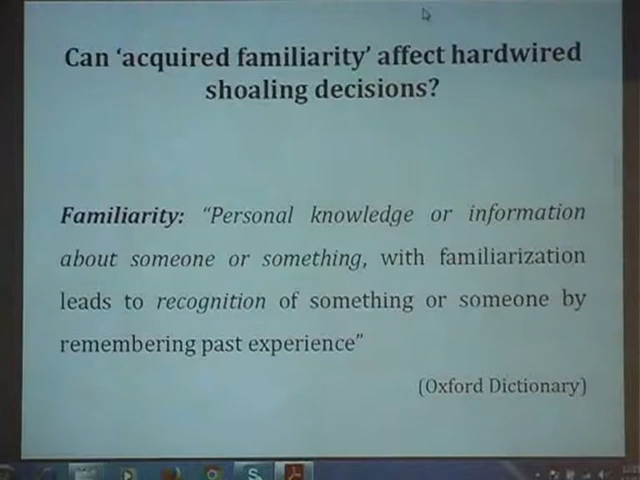 Can ‘acquired familiarity’ affect hardwired
shoaling decisions?
Familiarity: “Personal knowledge or information
about someone or something, with familiarization
leads to recognition of something or someone by
remembering past experience”
(Oxford Dictionary)